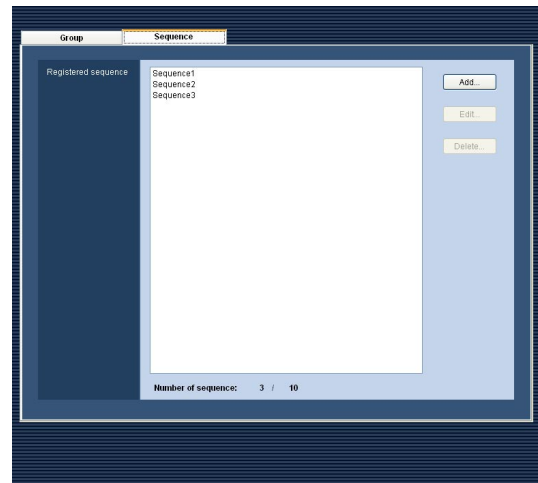 Group Sequence
Registered sequence
Sequence1
Sequence2
Sequence3
Add...
Edit...
Delete...
Number of sequence: 3 / 10